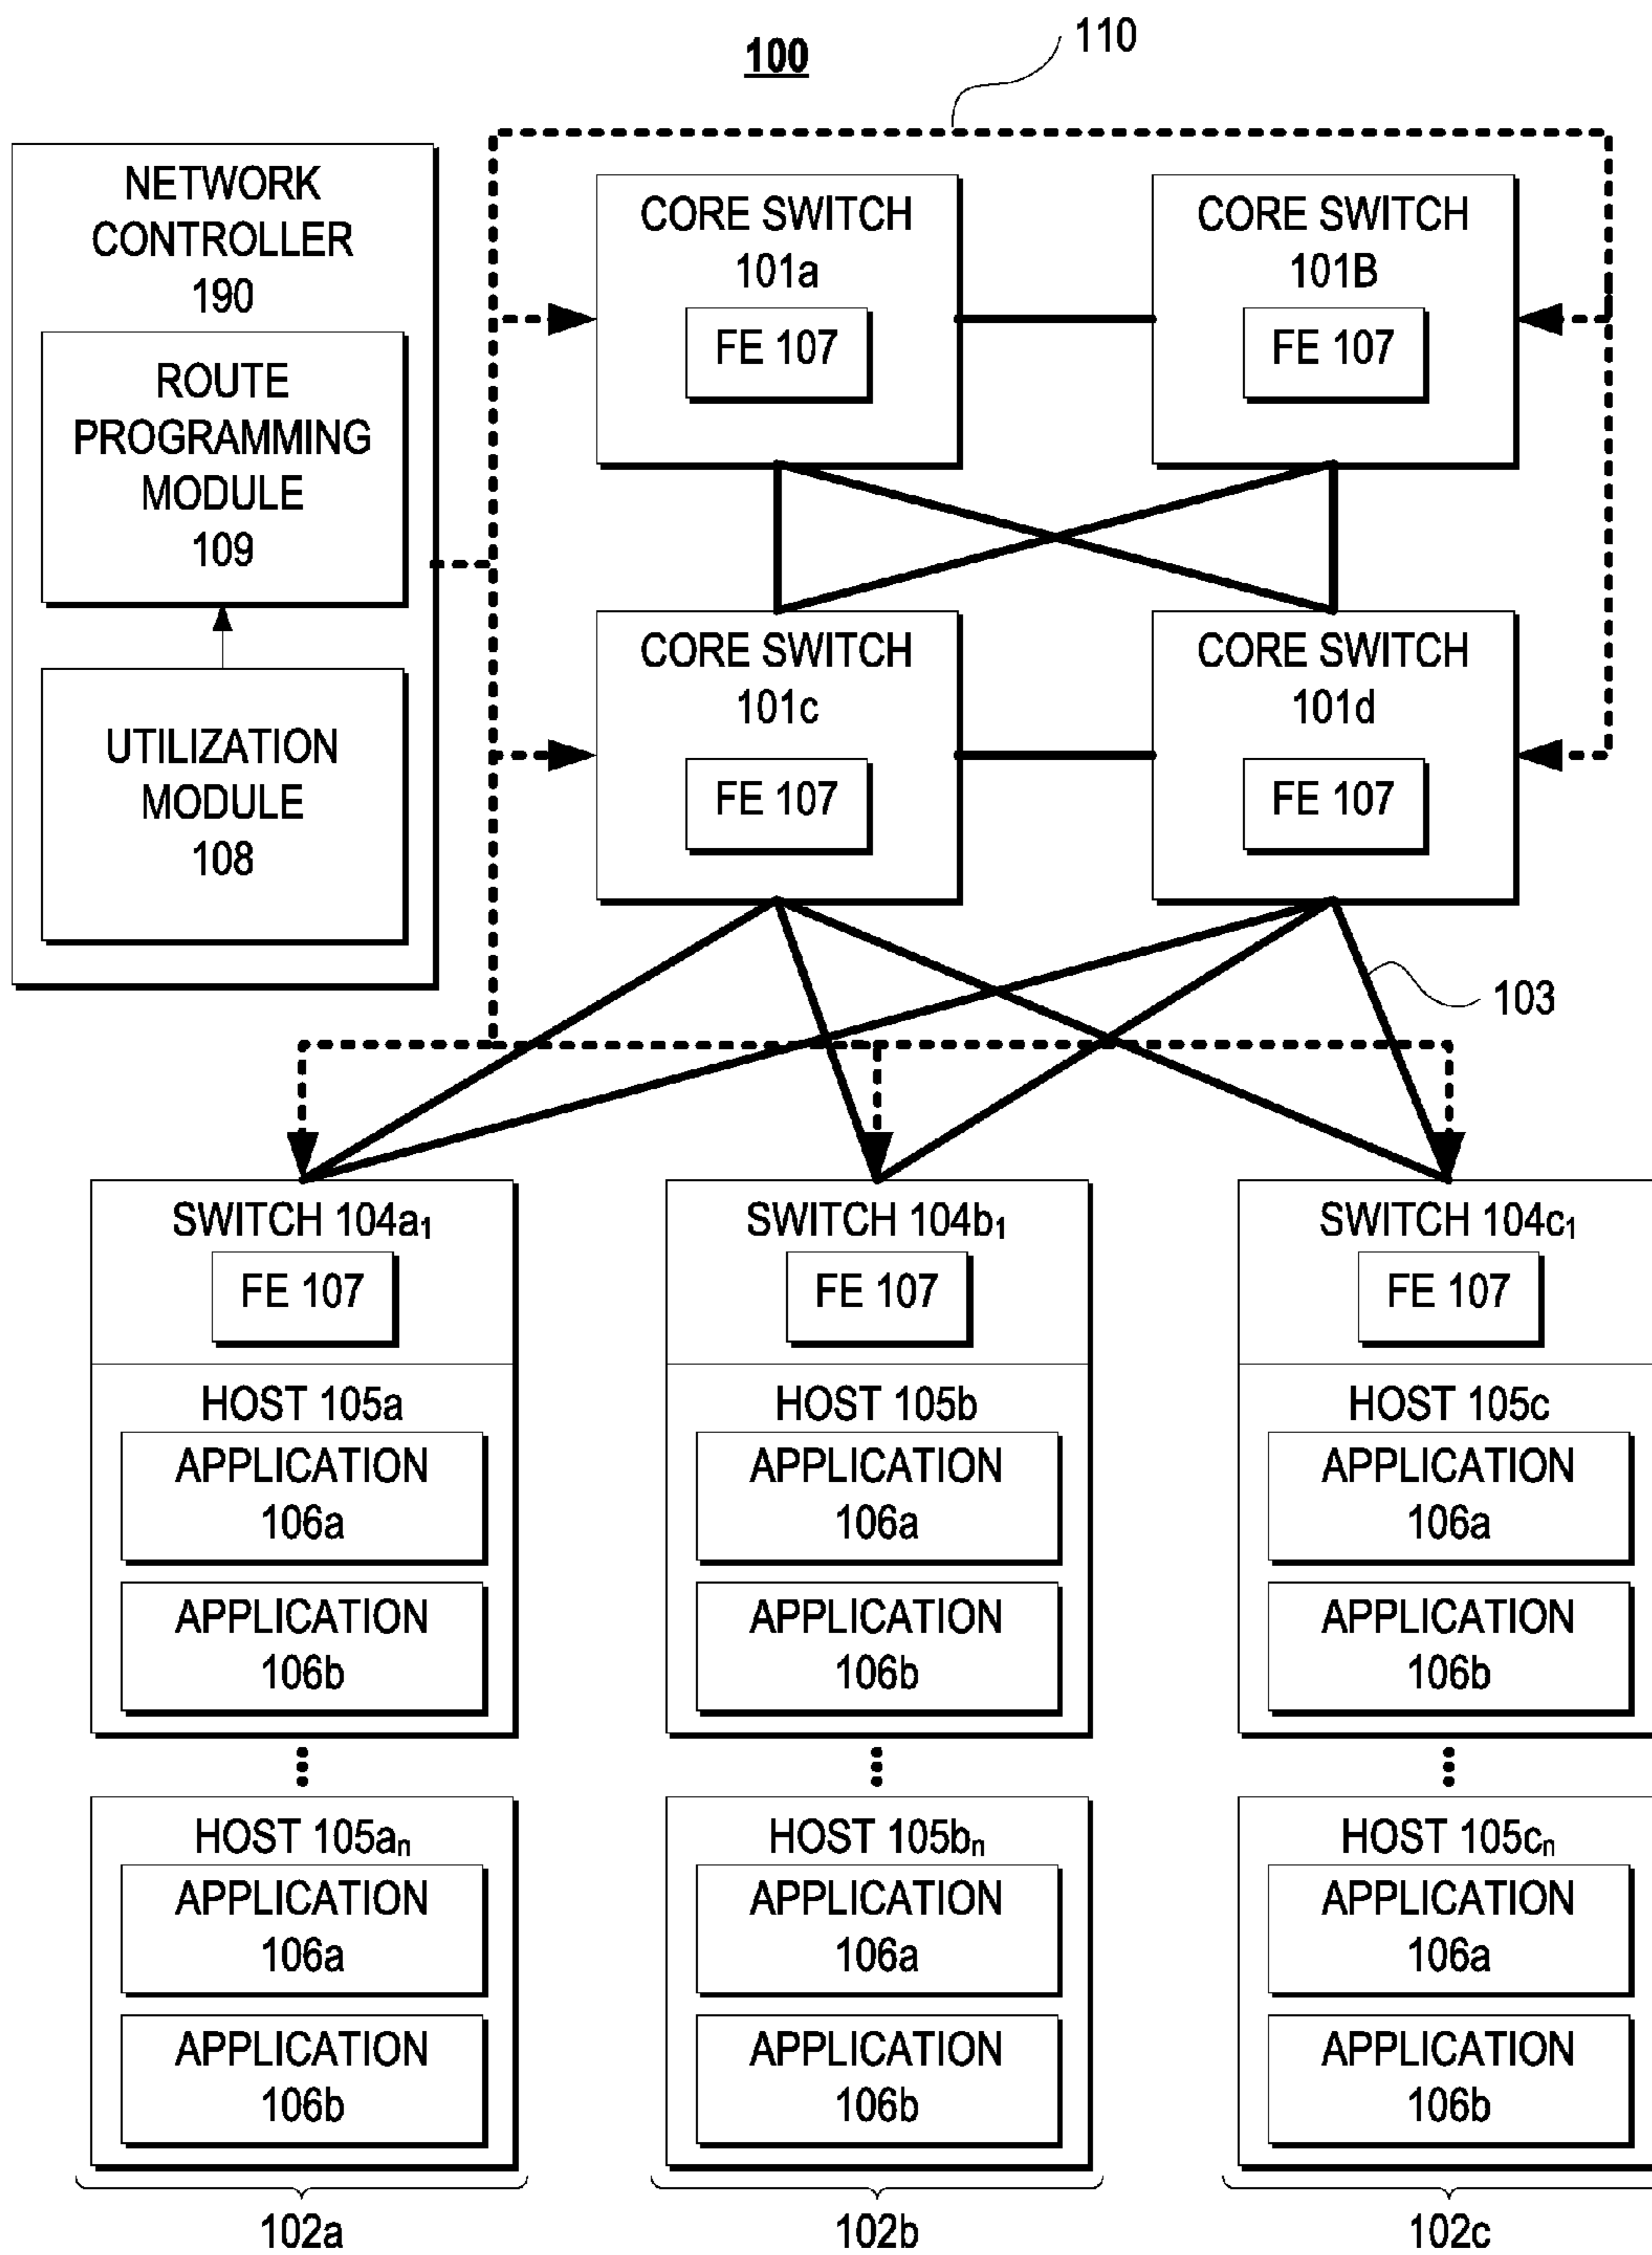 100
110
NETWORK
CONTROLLER
190
ROUTE
PROGRAMMING
MODULE
109
UTILIZATION
MODULE
108
CORE SWITCH
101a
FE 107
CORE SWITCH
101B
FE 107
CORE SWITCH
101c
FE 107
CORE SWITCH
101d
FE 107
103
SWITCH 104a₁
FE 107
HOST 105a
APPLICATION
106a
APPLICATION
106b
SWITCH 104b₁
FE 107
HOST 105b
APPLICATION
106a
APPLICATION
106b
SWITCH 104c₁
FE 107
HOST 105c
APPLICATION
106a
APPLICATION
106b
HOST 105aₙ
APPLICATION
106a
APPLICATION
106b
HOST 105bₙ
APPLICATION
106a
APPLICATION
106b
HOST 105cₙ
APPLICATION
106a
APPLICATION
106b
102a
102b
102c